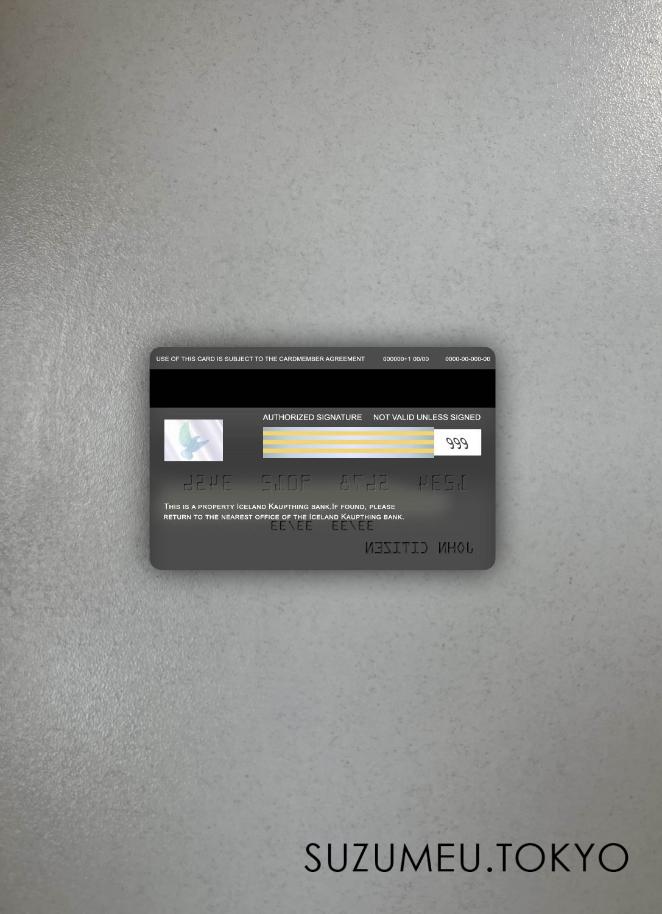 USE OF THIS CARD IS SUBJECT TO THE CARDMEMBER AGREEMENT 000000+1 00/00 0000-00-000-00
AUTHORIZED SIGNATURE NOT VALID UNLESS SIGNED
999
THIS IS A PROPERTY ICELAND KAUPTHING BANK.IF FOUND, PLEASE
RETURN TO THE NEAREST OFFICE OF THE ICELAND KAUPTHING BANK.
JOHN CITIZEN
SUZUMEU.TOKYO